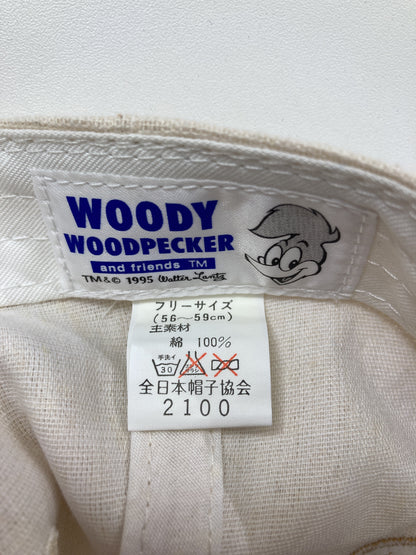 WOODY
WOODPECKER
and friends TM
TM&© 1995 Walter Lantz
フリーサイズ
(56〜59cm)
主素材
綿 100%
手洗イ
30
全日本帽子協会
2100